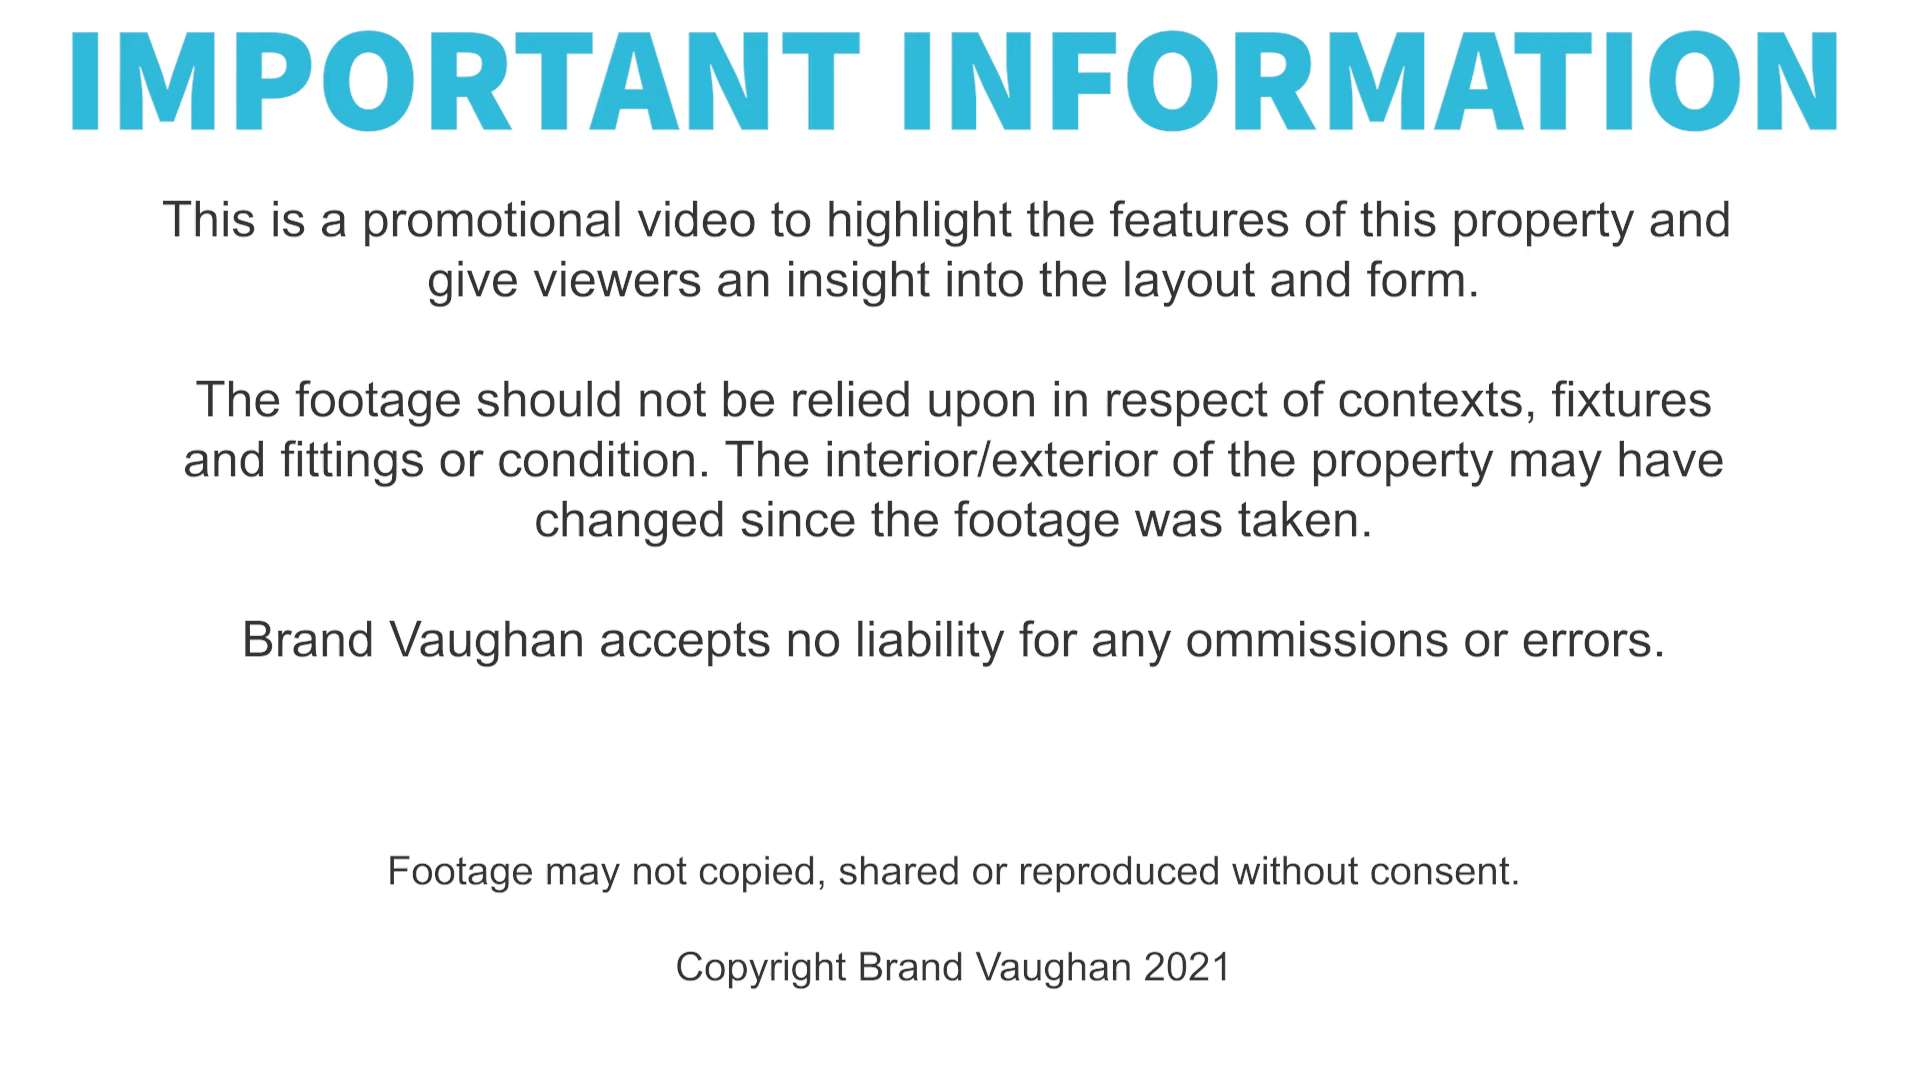 IMPORTANT INFORMATION
This is a promotional video to highlight the features of this property and
give viewers an insight into the layout and form.
The footage should not be relied upon in respect of contexts, fixtures
and fittings or condition. The interior/exterior of the property may have
changed since the footage was taken.
Brand Vaughan accepts no liability for any ommissions or errors.
Footage may not copied, shared or reproduced without consent.
Copyright Brand Vaughan 2021